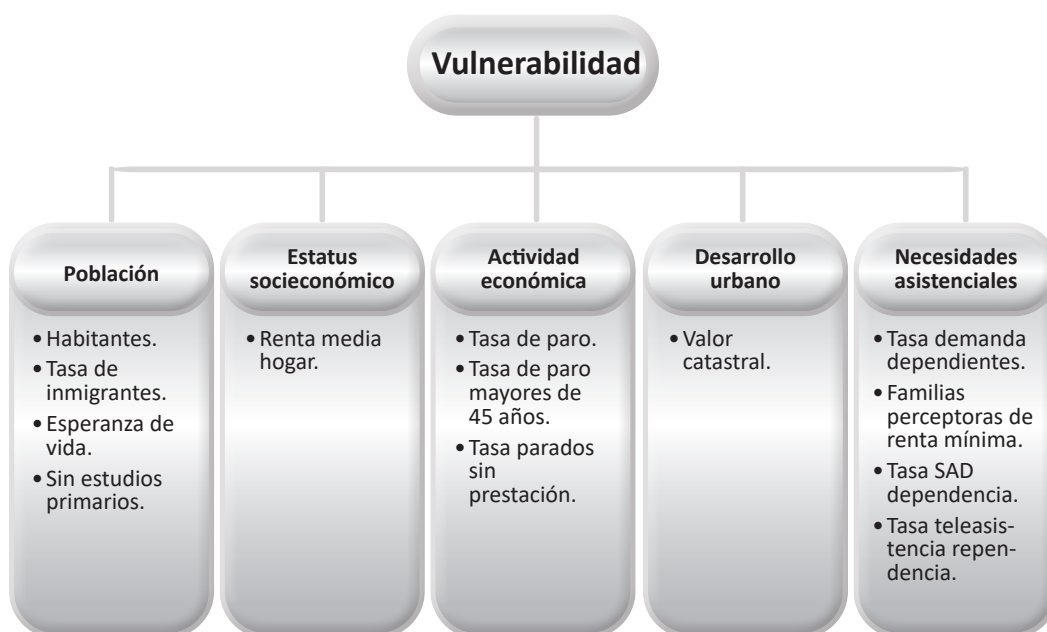 Vulnerabilidad
Población
• Habitantes.
• Tasa de
inmigrantes.
• Esperanza de
vida.
• Sin estudios
primarios.
Estatus
socieconómico
• Renta media
hogar.
Actividad
económica
• Tasa de paro.
• Tasa de paro
mayores de
45 años.
• Tasa parados
sin
prestación.
Desarrollo
urbano
• Valor
catastral.
Necesidades
asistenciales
• Tasa demanda
dependientes.
• Familias
perceptoras de
renta mínima.
• Tasa SAD
dependencia.
• Tasa teleasis-
tencia repen-
dencia.